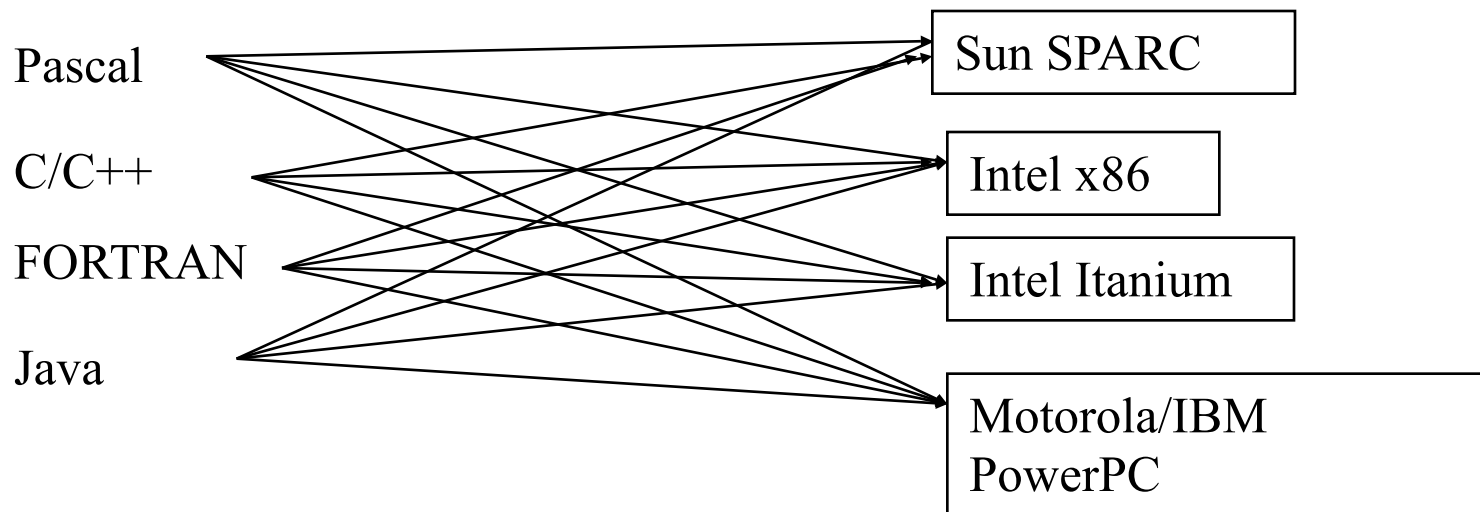 Pascal
C/C++
FORTRAN
Java
Sun SPARC
Intel x86
Intel Itanium
Motorola/IBM
PowerPC